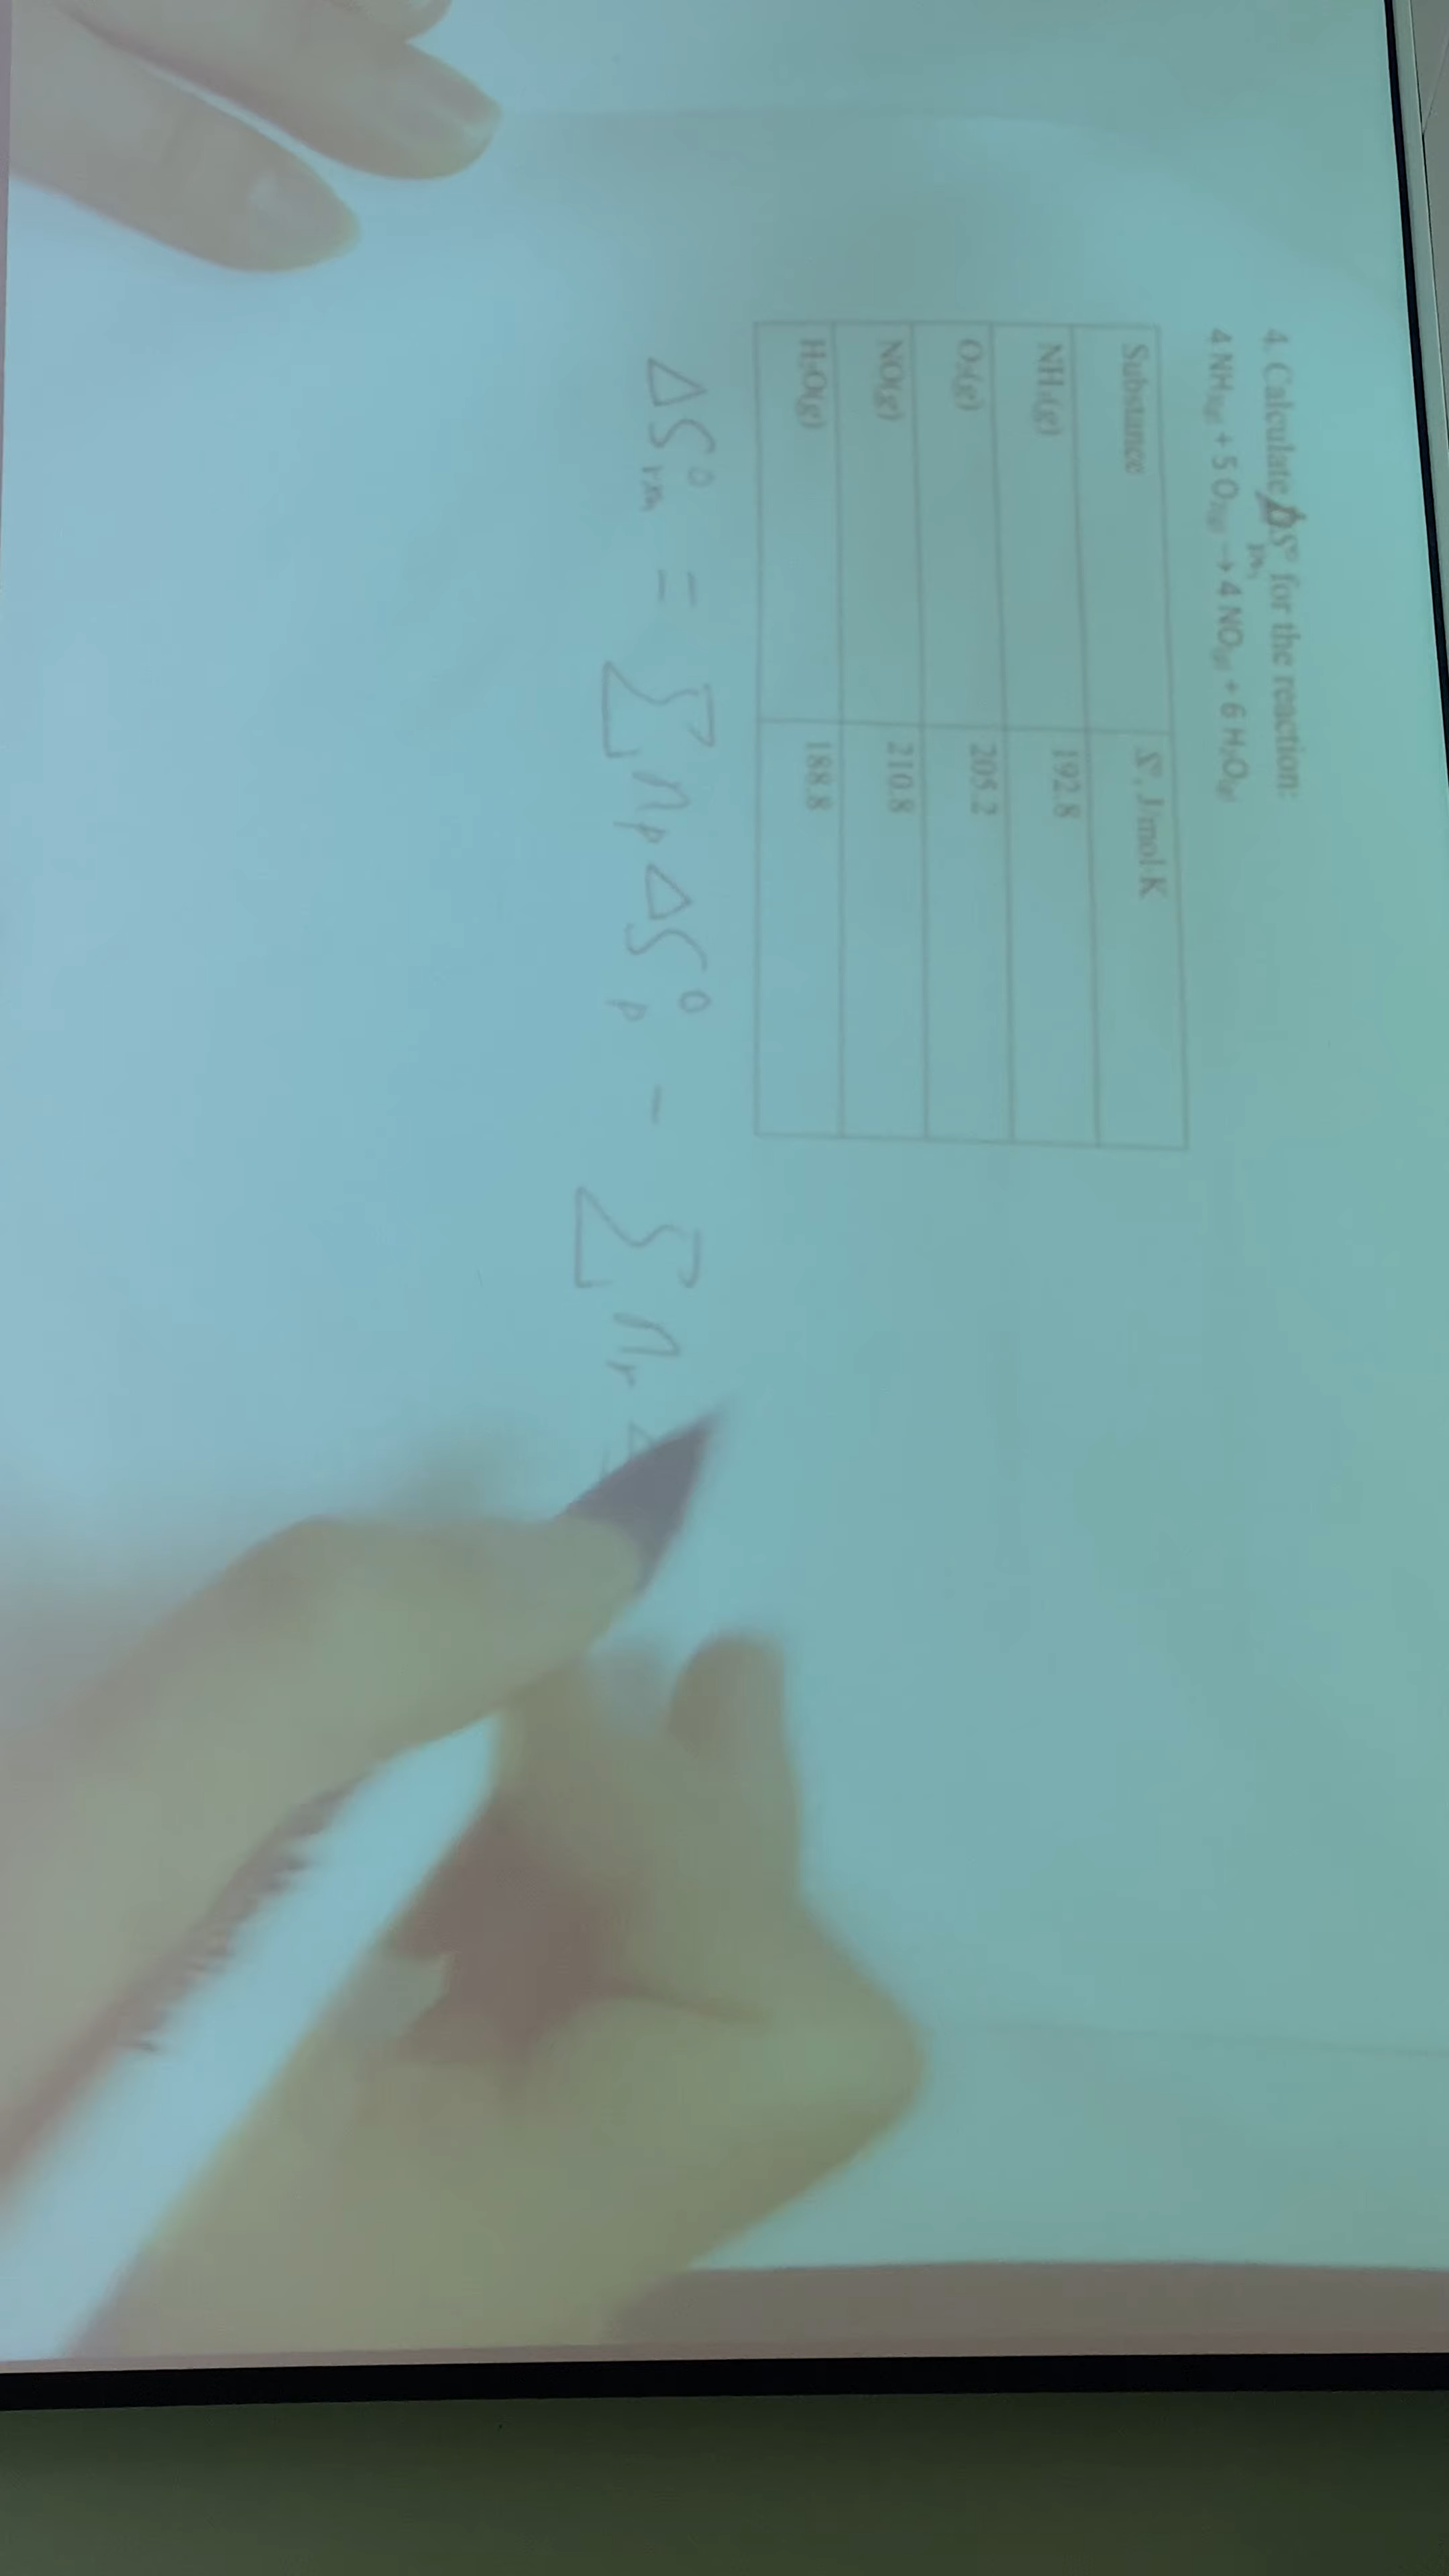 4. Calculate ΔS° for the reaction:
rxn
4 NH₃(g) + 5 O₂(g) → 4 NO(g) + 6 H₂O(g)
Substance S°, J/mol·K
NH₃(g) 192.8
O₂(g) 205.2
NO(g) 210.8
H₂O(g) 188.8
ΔS°rxn = Σ nₚ ΔS°ₚ - Σ nᵣ